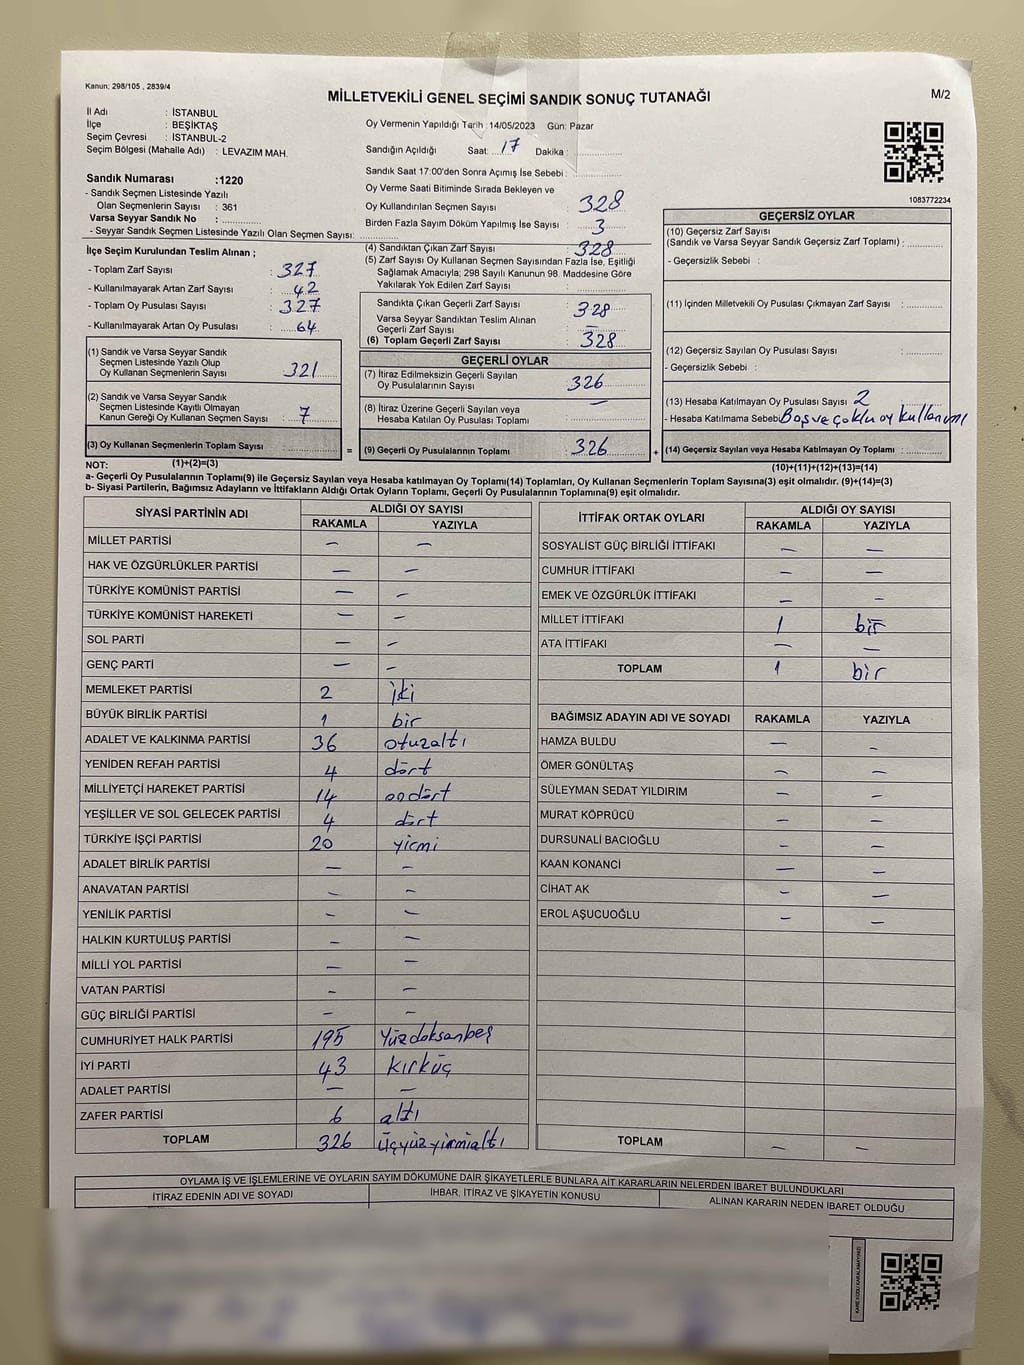 Kanun: 298/105 , 2839/4
MİLLETVEKİLİ GENEL SEÇİMİ SANDIK SONUÇ TUTANAĞI
M/2
İl Adı : İSTANBUL
İlçe : BEŞİKTAŞ
Seçim Çevresi : İSTANBUL-2
Seçim Bölgesi (Mahalle Adı) : LEVAZIM MAH.
Sandık Numarası :1220
- Sandık Seçmen Listesinde Yazılı
Olan Seçmenlerin Sayısı : 361
Varsa Seyyar Sandık No :
- Seyyar Sandık Seçmen Listesinde Yazılı Olan Seçmen Sayısı:
Oy Vermenin Yapıldığı Tarih :14/05/2023 Gün: Pazar
Sandığın Açıldığı Saat: 17 Dakika :
Sandık Saat 17:00'den Sonra Açımış İse Sebebi :
Oy Verme Saati Bitiminde Sırada Bekleyen ve
Oy Kullandırılan Seçmen Sayısı : 328
Birden Fazla Sayım Döküm Yapılmış İse Sayısı : 3
1083772234
İlçe Seçim Kurulundan Teslim Alınan ;
- Toplam Zarf Sayısı : 327
- Kullanılmayarak Artan Zarf Sayısı : 42
- Toplam Oy Pusulası Sayısı : 327
- Kullanılmayarak Artan Oy Pusulası : 64
(4) Sandıktan Çıkan Zarf Sayısı : 328
(5) Zarf Sayısı Oy Kullanan Seçmen Sayısından Fazla İse, Eşitliği
Sağlamak Amacıyla; 298 Sayılı Kanunun 98. Maddesine Göre
Yakılarak Yok Edilen Zarf Sayısı :
Sandıkta Çıkan Geçerli Zarf Sayısı : 328
Varsa Seyyar Sandıktan Teslim Alınan
Geçerli Zarf Sayısı : –
(6) Toplam Geçerli Zarf Sayısı : 328
GEÇERSİZ OYLAR
(10) Geçersiz Zarf Sayısı
(Sandık ve Varsa Seyyar Sandık Geçersiz Zarf Toplamı) :
- Geçersizlik Sebebi :
(11) İçinden Milletvekili Oy Pusulası Çıkmayan Zarf Sayısı :
(12) Geçersiz Sayılan Oy Pusulası Sayısı :
- Geçersizlik Sebebi :
(13) Hesaba Katılmayan Oy Pusulası Sayısı : 2
- Hesaba Katılmama Sebebi : Boş ve çoklu oy kullanımı
(14) Geçersiz Sayılan veya Hesaba Katılmayan Oy Toplamı :
(10)+(11)+(12)+(13)=(14)
(1) Sandık ve Varsa Seyyar Sandık
Seçmen Listesinde Yazılı Olup
Oy Kullanan Seçmenlerin Sayısı : 321
(2) Sandık ve Varsa Seyyar Sandık
Seçmen Listesinde Kayıtlı Olmayan
Kanun Gereği Oy Kullanan Seçmen Sayısı : 7
(3) Oy Kullanan Seçmenlerin Toplam Sayısı :
(1)+(2)=(3)
GEÇERLİ OYLAR
(7) İtiraz Edilmeksizin Geçerli Sayılan
Oy Pusulalarının Sayısı : 326
(8) İtiraz Üzerine Geçerli Sayılan veya
Hesaba Katılan Oy Pusulası Toplamı : –
= (9) Geçerli Oy Pusulalarının Toplamı : 326 +
NOT:
a- Geçerli Oy Pusulalarının Toplam(9) ile Geçersiz Sayılan veya Hesaba katılmayan Oy Toplamı(14) Toplamları, Oy Kullanan Seçmenlerin Toplam Sayısına(3) eşit olmalıdır. (9)+(14)=(3)
b- Siyasi Partilerin, Bağımsız Adayların ve İttifakların Aldığı Ortak Oyların Toplamı, Geçerli Oy Pusulalarının Toplamına(9) eşit olmalıdır.
SİYASİ PARTİNİN ADI ALDIĞI OY SAYISI
RAKAMLA YAZIYLA
MİLLET PARTİSİ – –
HAK VE ÖZGÜRLÜKLER PARTİSİ – –
TÜRKİYE KOMÜNİST PARTİSİ – –
TÜRKİYE KOMÜNİST HAREKETİ – –
SOL PARTİ – –
GENÇ PARTİ – –
MEMLEKET PARTİSİ 2 iki
BÜYÜK BİRLİK PARTİSİ 1 bir
ADALET VE KALKINMA PARTİSİ 36 otuzaltı
YENİDEN REFAH PARTİSİ 4 dört
MİLLİYETÇİ HAREKET PARTİSİ 14 ondört
YEŞİLLER VE SOL GELECEK PARTİSİ 4 dört
TÜRKİYE İŞÇİ PARTİSİ 20 yirmi
ADALET BİRLİK PARTİSİ – –
ANAVATAN PARTİSİ – –
YENİLİK PARTİSİ – –
HALKIN KURTULUŞ PARTİSİ – –
MİLLİ YOL PARTİSİ – –
VATAN PARTİSİ – –
GÜÇ BİRLİĞİ PARTİSİ – –
CUMHURİYET HALK PARTİSİ 195 Yüzdoksanbeş
İYİ PARTİ 43 kırküç
ADALET PARTİSİ – –
ZAFER PARTİSİ 6 altı
TOPLAM 326 üçyüzyirmialtı
İTTİFAK ORTAK OYLARI ALDIĞI OY SAYISI
RAKAMLA YAZIYLA
SOSYALİST GÜÇ BİRLİĞİ İTTİFAKI – –
CUMHUR İTTİFAKI – –
EMEK VE ÖZGÜRLÜK İTTİFAKI – –
MİLLET İTTİFAKI 1 bir
ATA İTTİFAKI – –
TOPLAM 1 bir
BAĞIMSIZ ADAYIN ADI VE SOYADI RAKAMLA YAZIYLA
HAMZA BULDU – –
ÖMER GÖNÜLTAŞ – –
SÜLEYMAN SEDAT YILDIRIM – –
MURAT KÖPRÜCÜ – –
DURSUNALİ BACIOĞLU – –
KAAN KONANCİ – –
CİHAT AK – –
EROL AŞUCUOĞLU – –
TOPLAM – –
OYLAMA İŞ VE İŞLEMLERİNE VE OYLARIN SAYIM DÖKÜMÜNE DAİR ŞİKAYETLERLE BUNLARA AİT KARARLARIN NELERDEN İBARET BULUNDUKLARI
İTİRAZ EDENİN ADI VE SOYADI İHBAR, İTİRAZ VE ŞİKAYETİN KONUSU ALINAN KARARIN NEDEN İBARET OLDUĞU